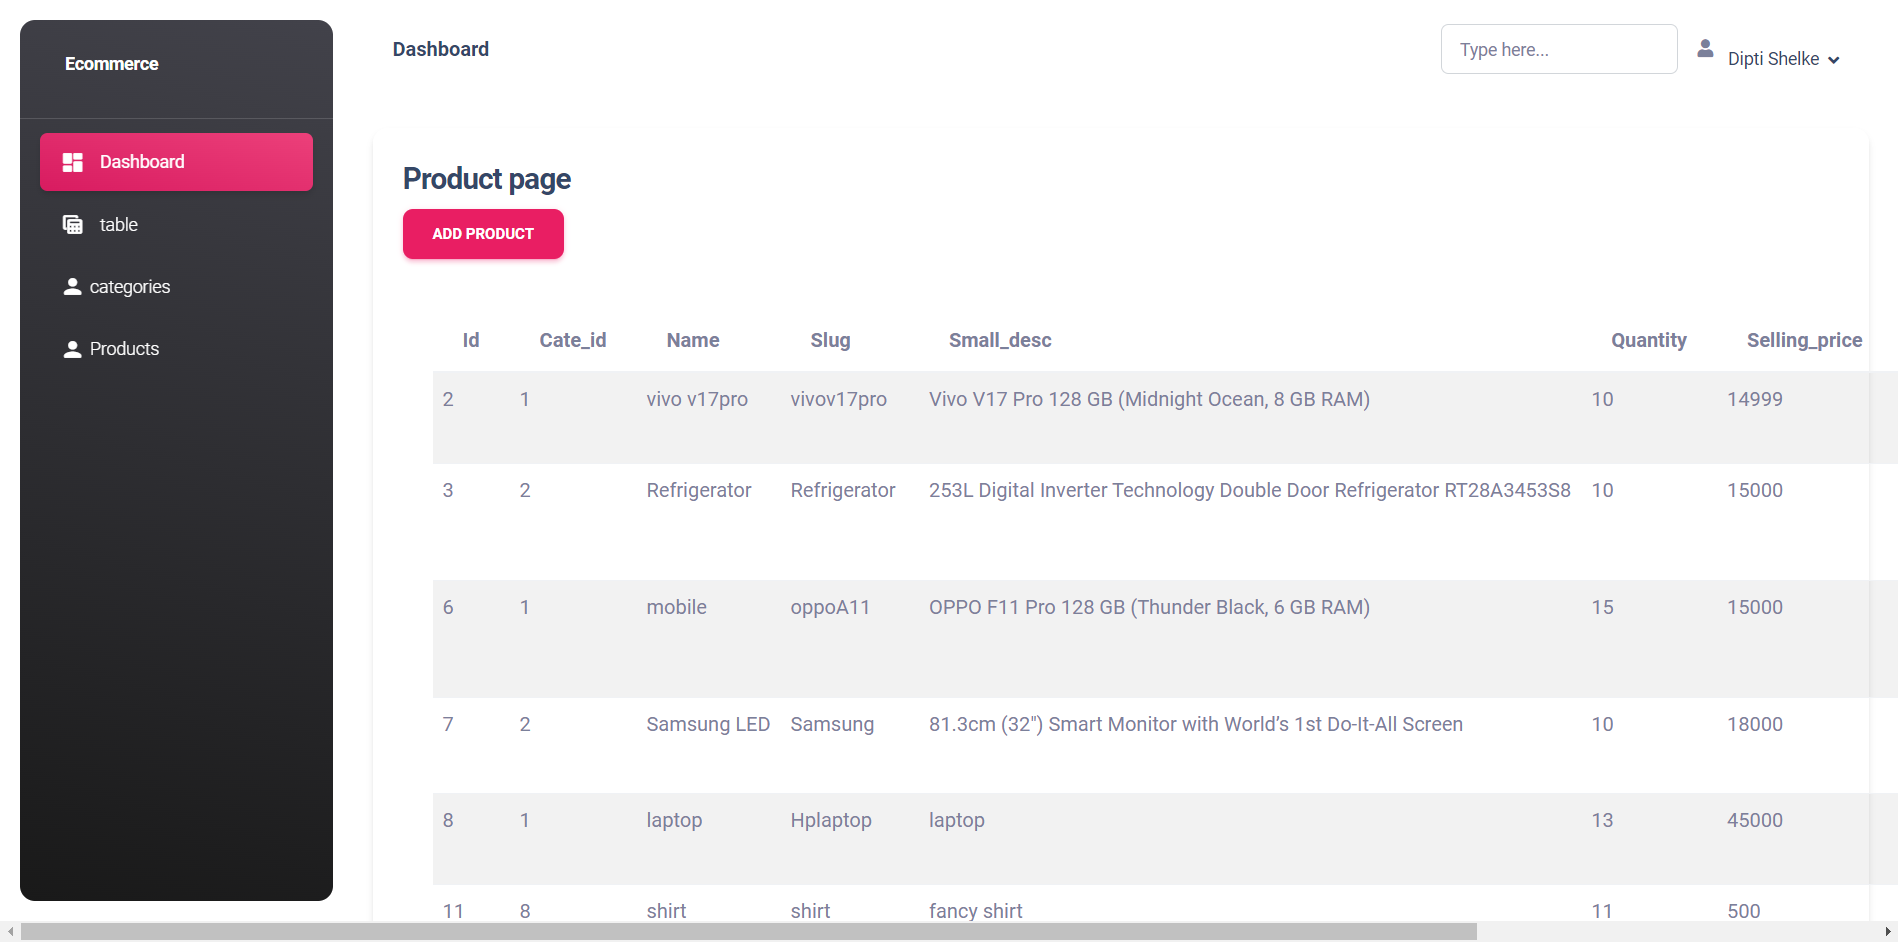 Ecommerce
Dashboard
table
categories
Products
Dashboard
Type here...
Dipti Shelke
Product page
ADD PRODUCT
Id Cate_id Name Slug Small_desc Quantity Selling_price
2 1 vivo v17pro vivov17pro Vivo V17 Pro 128 GB (Midnight Ocean, 8 GB RAM) 10 14999
3 2 Refrigerator Refrigerator 253L Digital Inverter Technology Double Door Refrigerator RT28A3453S8 10 15000
6 1 mobile oppoA11 OPPO F11 Pro 128 GB (Thunder Black, 6 GB RAM) 15 15000
7 2 Samsung LED Samsung 81.3cm (32") Smart Monitor with World’s 1st Do-It-All Screen 10 18000
8 1 laptop Hplaptop laptop 13 45000
11 8 shirt shirt fancy shirt 11 500